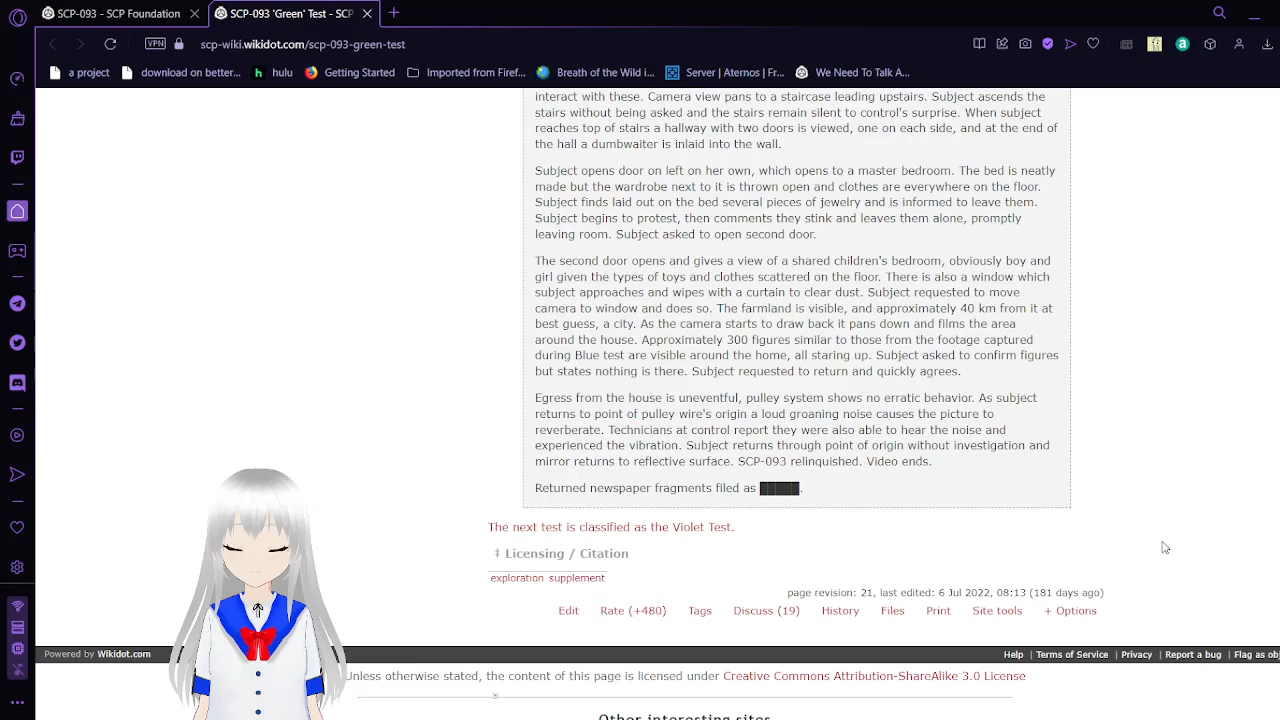 SCP-093 - SCP Foundation
SCP-093 'Green' Test - SCP
VPN
scp-wiki.wikidot.com/scp-093-green-test
a
a project
download on better...
h
hulu
Getting Started
Imported from Firef...
Breath of the Wild i...
Server | Aternos | Fr...
We Need To Talk A...
interact with these. Camera view pans to a staircase leading upstairs. Subject ascends the
stairs without being asked and the stairs remain silent to control's surprise. When subject
reaches top of stairs a hallway with two doors is viewed, one on each side, and at the end of
the hall a dumbwaiter is inlaid into the wall.
Subject opens door on left on her own, which opens to a master bedroom. The bed is neatly
made but the wardrobe next to it is thrown open and clothes are everywhere on the floor.
Subject finds laid out on the bed several pieces of jewelry and is informed to leave them.
Subject begins to protest, then comments they stink and leaves them alone, promptly
leaving room. Subject asked to open second door.
The second door opens and gives a view of a shared children's bedroom, obviously boy and
girl given the types of toys and clothes scattered on the floor. There is also a window which
subject approaches and wipes with a curtain to clear dust. Subject requested to move
camera to window and does so. The farmland is visible, and approximately 40 km from it at
best guess, a city. As the camera starts to draw back it pans down and films the area
around the house. Approximately 300 figures similar to those from the footage captured
during Blue test are visible around the home, all staring up. Subject asked to confirm figures
but states nothing is there. Subject requested to return and quickly agrees.
Egress from the house is uneventful, pulley system shows no erratic behavior. As subject
returns to point of pulley wire's origin a loud groaning noise causes the picture to
reverberate. Technicians at control report they were also able to hear the noise and
experienced the vibration. Subject returns through point of origin without investigation and
mirror returns to reflective surface. SCP-093 relinquished. Video ends.
Returned newspaper fragments filed as █████.
The next test is classified as the Violet Test.
‡ Licensing / Citation
exploration supplement
page revision: 21, last edited: 6 Jul 2022, 08:13 (181 days ago)
Edit Rate (+480) Tags Discuss (19) History Files Print Site tools + Options
Powered by Wikidot.com
Help | Terms of Service | Privacy | Report a bug | Flag as obj
Unless otherwise stated, the content of this page is licensed under Creative Commons Attribution-ShareAlike 3.0 License
Other interesting sites